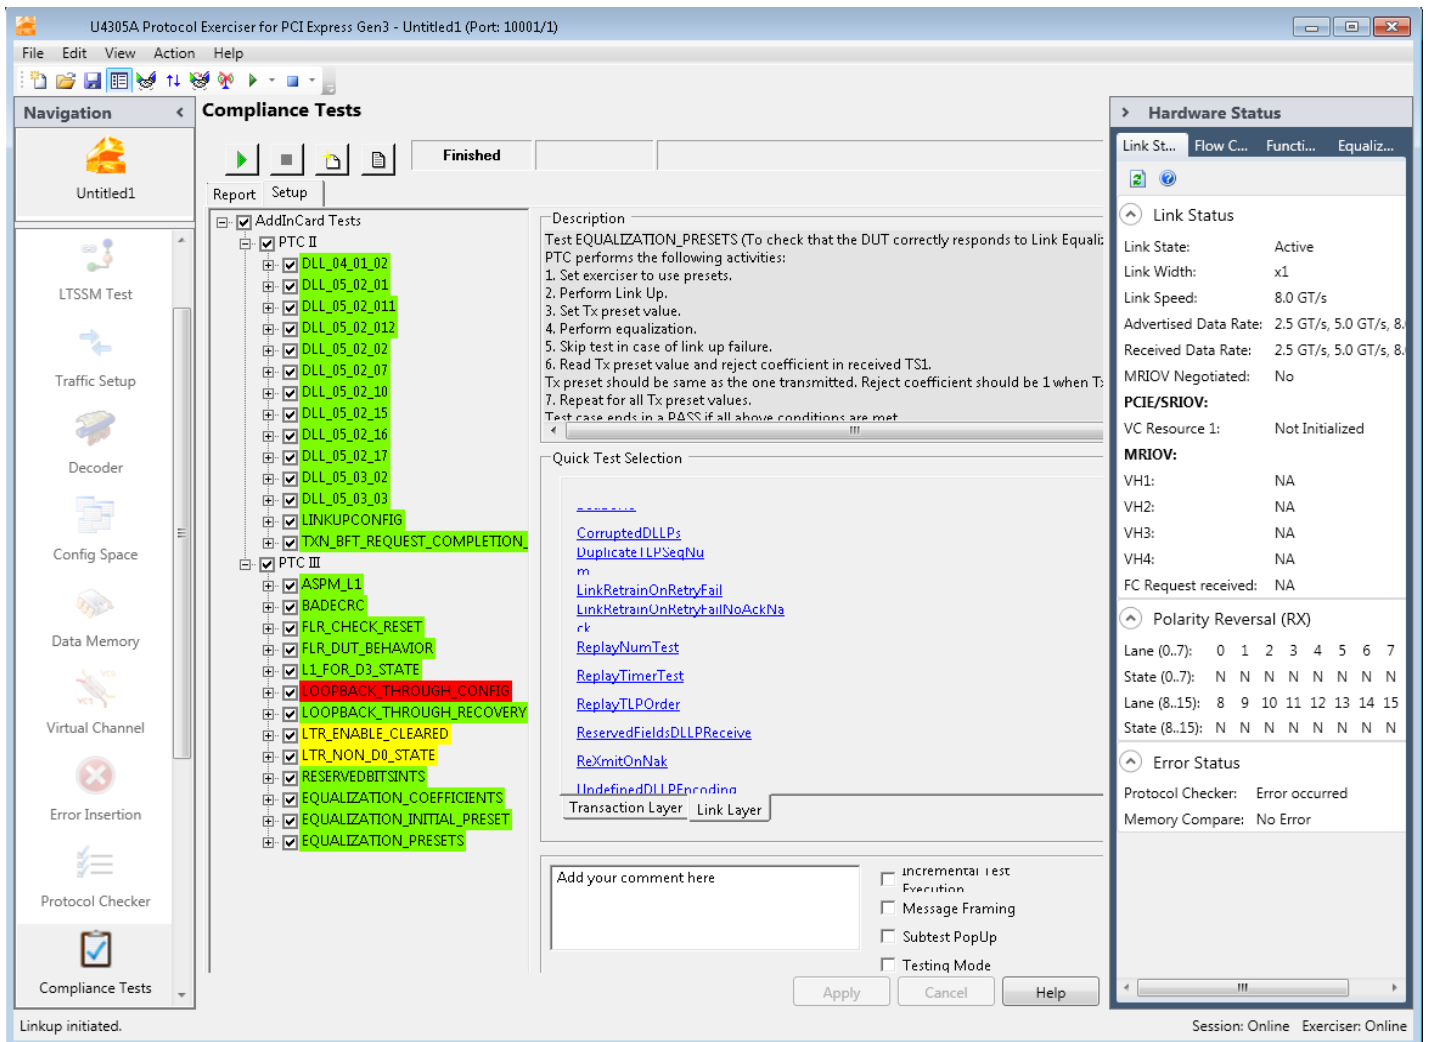 U4305A Protocol Exerciser for PCI Express Gen3 - Untitled1 (Port: 10001/1)
File Edit View Action Help
Navigation <
Untitled1
LTSSM Test
Traffic Setup
Decoder
Config Space
Data Memory
Virtual Channel
Error Insertion
Protocol Checker
Compliance Tests
Compliance Tests
Finished
Report Setup
AddInCard Tests
PTC II
DLL_04_01_02
DLL_05_02_01
DLL_05_02_011
DLL_05_02_012
DLL_05_02_02
DLL_05_02_07
DLL_05_02_10
DLL_05_02_15
DLL_05_02_16
DLL_05_02_17
DLL_05_03_02
DLL_05_03_03
LINKUPCONFIG
TXN_BFT_REQUEST_COMPLETION_
PTC III
ASPM_L1
BADECRC
FLR_CHECK_RESET
FLR_DUT_BEHAVIOR
L1_FOR_D3_STATE
LOOPBACK_THROUGH_CONFIG
LOOPBACK_THROUGH_RECOVERY
LTR_ENABLE_CLEARED
LTR_NON_D0_STATE
RESERVEDBITSINTS
EQUALIZATION_COEFFICIENTS
EQUALIZATION_INITIAL_PRESET
EQUALIZATION_PRESETS
Description
Test EQUALIZATION_PRESETS (To check that the DUT correctly responds to Link Equali
PTC performs the following activities:
1. Set exerciser to use presets.
2. Perform Link Up.
3. Set Tx preset value.
4. Perform equalization.
5. Skip test in case of link up failure.
6. Read Tx preset value and reject coefficient in received TS1.
Tx preset should be same as the one transmitted. Reject coefficient should be 1 when T
7. Repeat for all Tx preset values.
Test case ends in a PASS if all above conditions are met
Quick Test Selection
CorruptedDLLPs
DuplicateTLPSeqNu
m
LinkRetrainOnRetryFail
LinkRetrainOnRetryFailNoAckNa
ck
ReplayNumTest
ReplayTimerTest
ReplayTLPOrder
ReservedFieldsDLLPReceive
ReXmitOnNak
UndefinedDLLPEncoding
Transaction Layer Link Layer
Add your comment here
Incremental Test
Execution
Message Framing
Subtest PopUp
Testing Mode
Apply Cancel Help
> Hardware Status
Link St... Flow C... Functi... Equaliz...
Link Status
Link State: Active
Link Width: x1
Link Speed: 8.0 GT/s
Advertised Data Rate: 2.5 GT/s, 5.0 GT/s, 8.
Received Data Rate: 2.5 GT/s, 5.0 GT/s, 8.
MRIOV Negotiated: No
PCIE/SRIOV:
VC Resource 1: Not Initialized
MRIOV:
VH1: NA
VH2: NA
VH3: NA
VH4: NA
FC Request received: NA
Polarity Reversal (RX)
Lane (0..7): 0 1 2 3 4 5 6 7
State (0..7): N N N N N N N N
Lane (8..15): 8 9 10 11 12 13 14 15
State (8..15): N N N N N N N N
Error Status
Protocol Checker: Error occurred
Memory Compare: No Error
Linkup initiated.
Session: Online Exerciser: Online